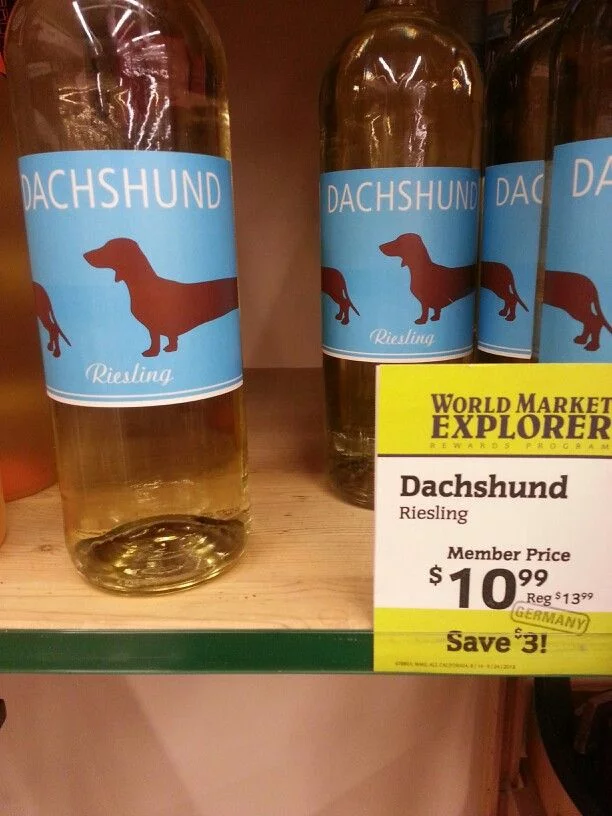 DACHSHUND
Riesling
DACHSHUND
Riesling
DAC
DA
WORLD MARKET
EXPLORER
REWARDS PROGRAM
Dachshund
Riesling
Member Price
$10.99
Reg $13.99
GERMANY
Save $3!